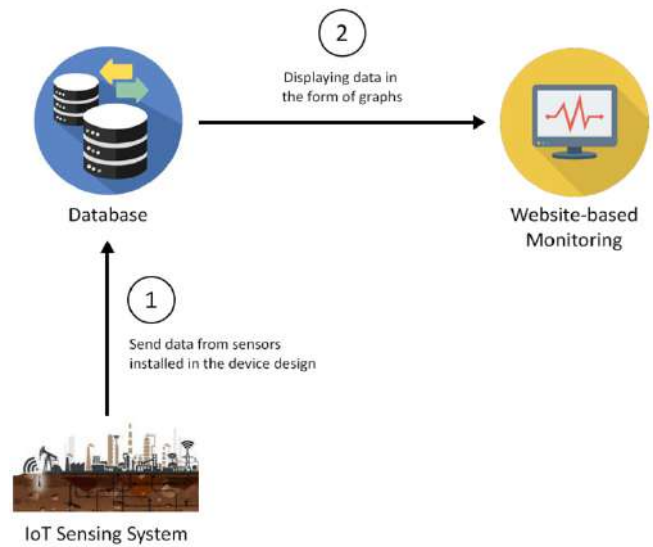 2
Displaying data in
the form of graphs
Database
Website-based
Monitoring
1
Send data from sensors
installed in the device design
IoT Sensing System